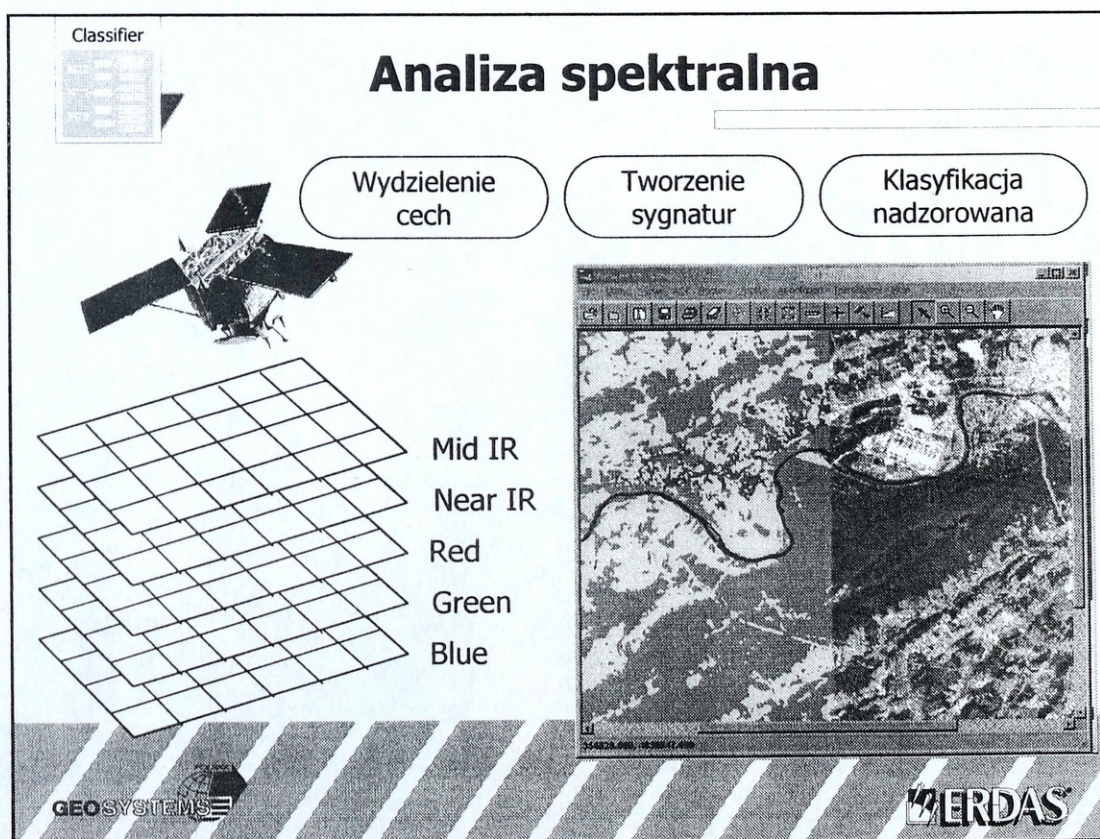 Classifier
Analiza spektralna
Wydzielenie
cech
Tworzenie
sygnatur
Klasyfikacja
nadzorowana
Mid IR
Near IR
Red
Green
Blue
GEOSYSTEMS
ERDAS